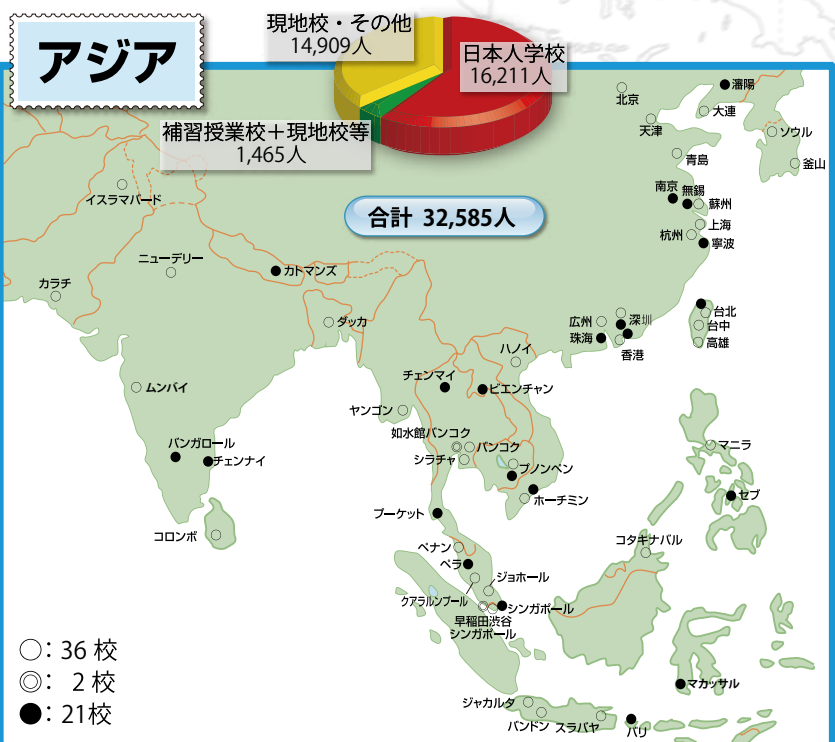 アジア
現地校・その他
14,909人
日本人学校
16,211人
補習授業校＋現地校等
1,465人
合計 32,585人
北京
瀋陽
天津
大連
ソウル
青島
釜山
イスラマバード
南京
無錫
蘇州
上海
杭州
寧波
ニューデリー
カトマンズ
カラチ
ダッカ
広州
深圳
台北
台中
珠海
香港
高雄
ハノイ
チェンマイ
ビエンチャン
ムンバイ
ヤンゴン
如水館バンコク
バンコク
マニラ
バンガロール
チェンナイ
シラチャ
プノンペン
ホーチミン
セブ
プーケット
コロンボ
ペナン
コタキナバル
ペラ
ジョホール
クアラルンプール
シンガポール
早稲田渋谷
シンガポール
○：36校
◎： 2校
●：21校
マカッサル
ジャカルタ
バンドン
スラバヤ
バリ